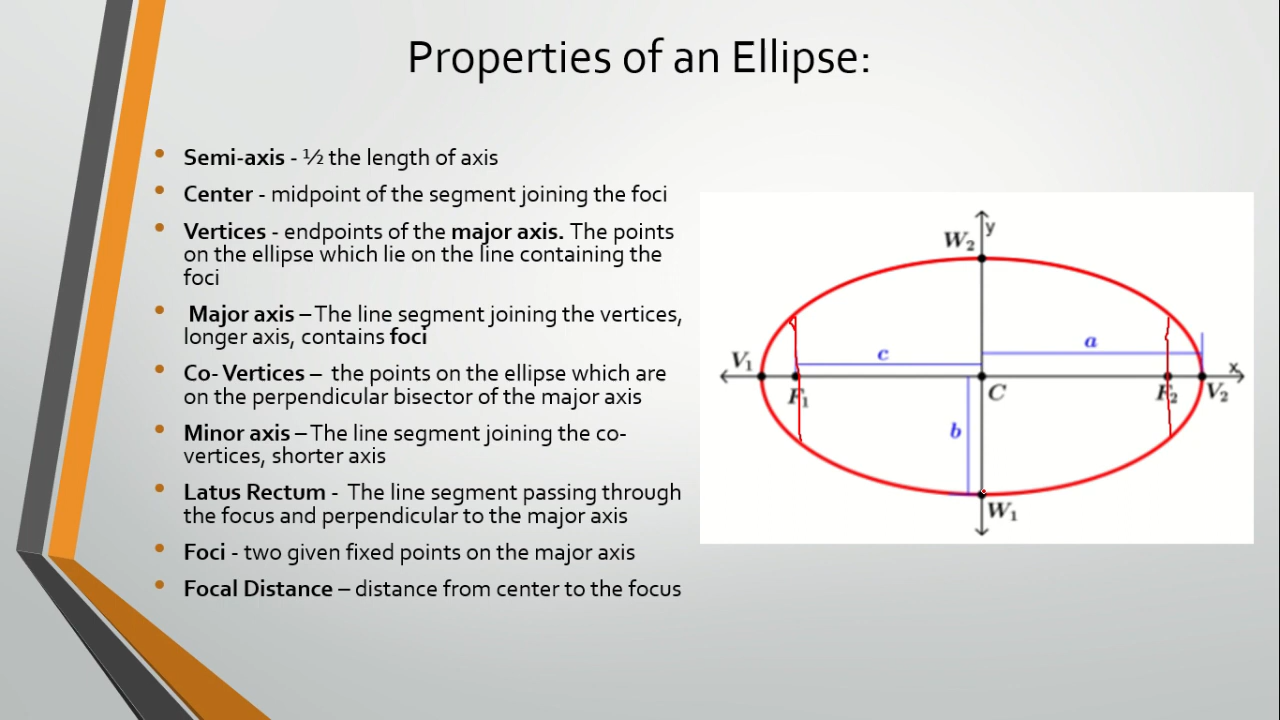 Properties of an Ellipse:
Semi-axis - ½ the length of axis
Center - midpoint of the segment joining the foci
Vertices - endpoints of the major axis. The points
on the ellipse which lie on the line containing the
foci
Major axis – The line segment joining the vertices,
longer axis, contains foci
Co- Vertices – the points on the ellipse which are
on the perpendicular bisector of the major axis
Minor axis – The line segment joining the co-
vertices, shorter axis
Latus Rectum - The line segment passing through
the focus and perpendicular to the major axis
Foci - two given fixed points on the major axis
Focal Distance – distance from center to the focus
W₂ y
c a
V₁ x
F₁ C F₂ V₂
b
W₁